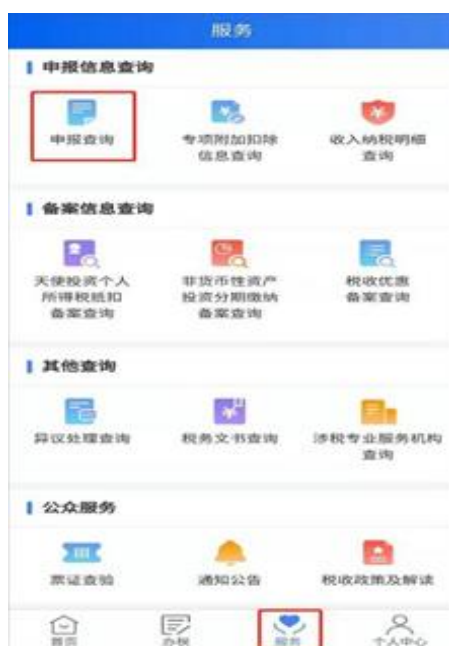 服务
申报信息查询
申报查询
专项附加扣除
信息查询
收入纳税明细
查询
备案信息查询
天使投资个人
所得税抵扣
备案查询
非货币性资产
投资分期缴纳
备案查询
税收优惠
备案查询
其他查询
异议处理查询
税务文书查询
涉税专业服务机构
查询
公众服务
票证查验
通知公告
税收政策及解读
首页
办税
服务
个人中心